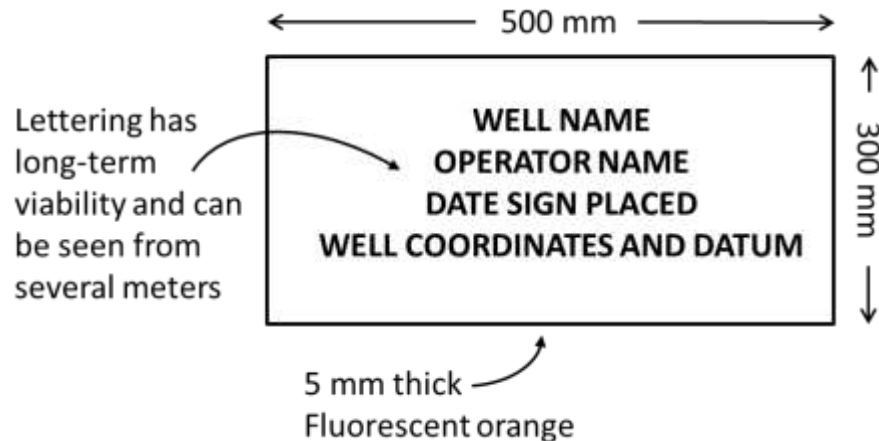 500 mm
Lettering has
long-term
viability and can
be seen from
several meters
WELL NAME
OPERATOR NAME
DATE SIGN PLACED
WELL COORDINATES AND DATUM
300 mm
5 mm thick
Fluorescent orange